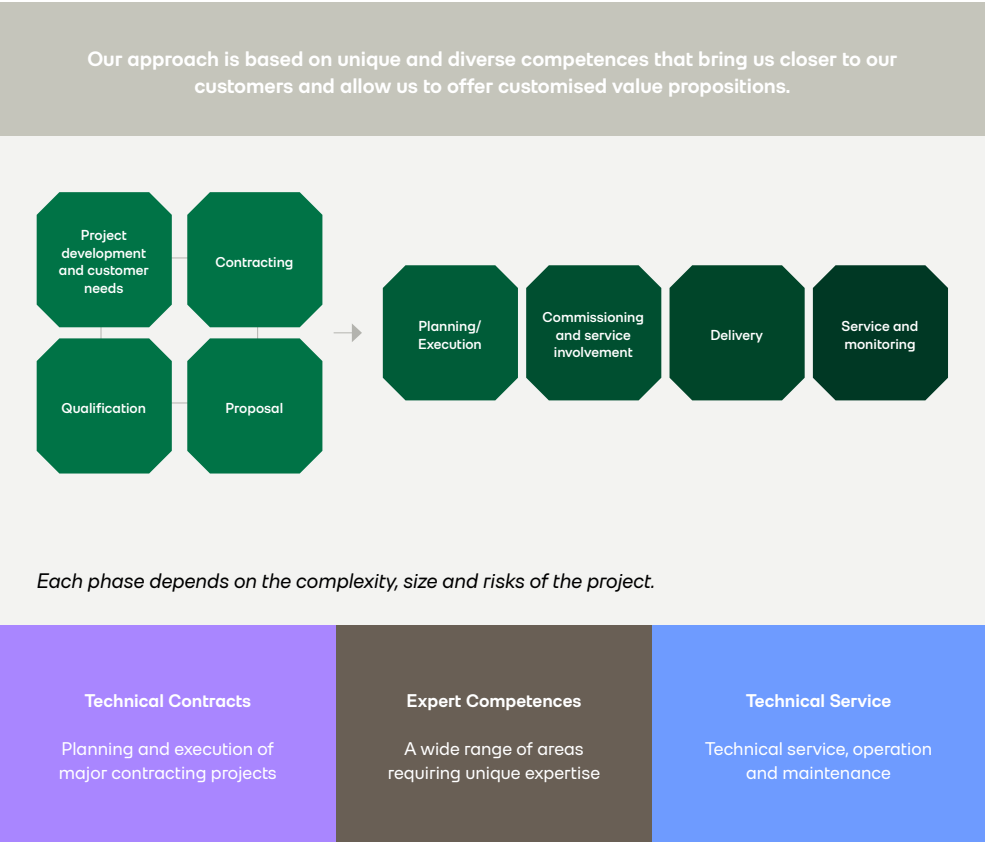 Our approach is based on unique and diverse competences that bring us closer to our
customers and allow us to offer customised value propositions.
Project
development
and customer
needs
Contracting
Qualification
Proposal
Planning/
Execution
Commissioning
and service
involvement
Delivery
Service and
monitoring
Each phase depends on the complexity, size and risks of the project.
Technical Contracts
Planning and execution of
major contracting projects
Expert Competences
A wide range of areas
requiring unique expertise
Technical Service
Technical service, operation
and maintenance